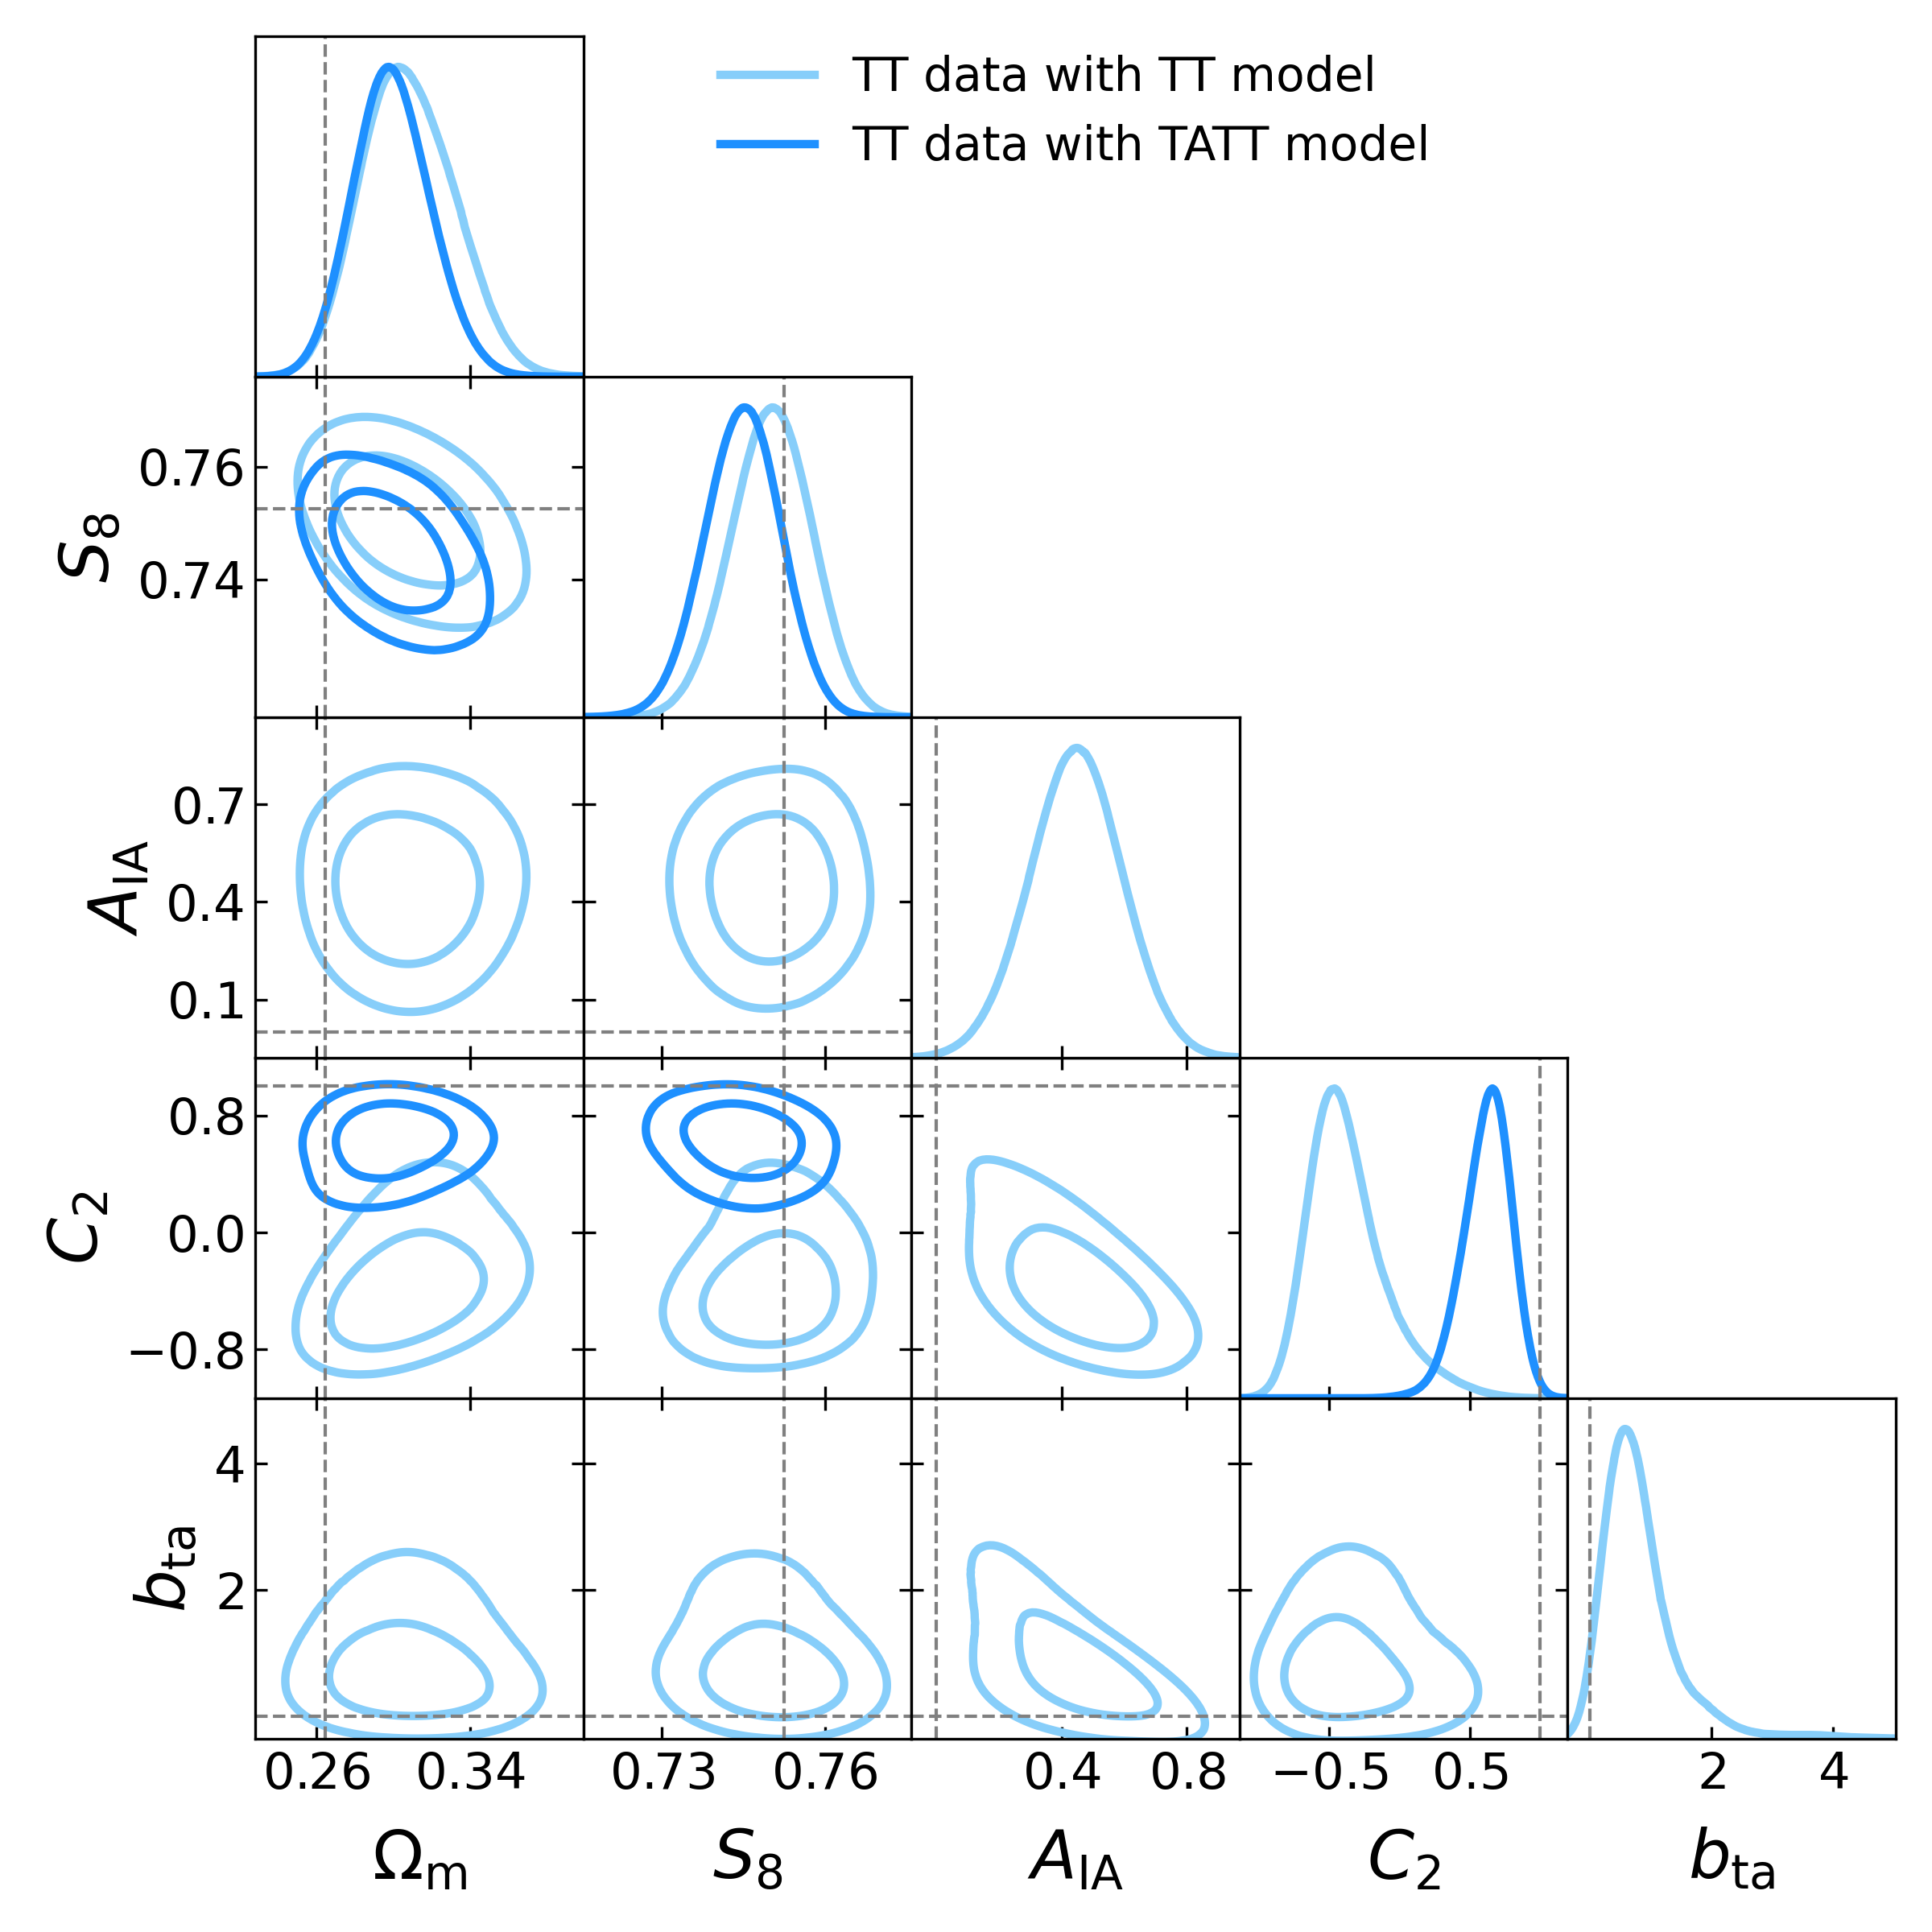 TT data with TT model
TT data with TATT model
0.76
0.74
S8
0.7
0.4
0.1
AIA
0.8
0.0
−0.8
C2
4
2
bta
0.26 0.34 0.73 0.76 0.4 0.8 −0.5 0.5 2 4
Ωm S8 AIA C2 bta